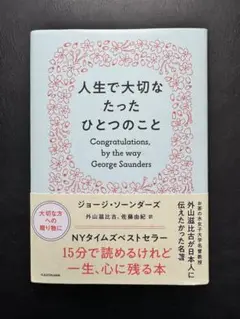 人生で大切な
たった
ひとつのこと
Congratulations,
by the way
George Saunders
ジョージ・ソーンダーズ
外山滋比古、佐藤由紀 訳
お茶の水女子大学名誉教授
外山滋比古が日本人に
伝えたかった名言
大切な方
への
贈り物に
NYタイムズベストセラー
15分で読めるけれど
一生、心に残る本